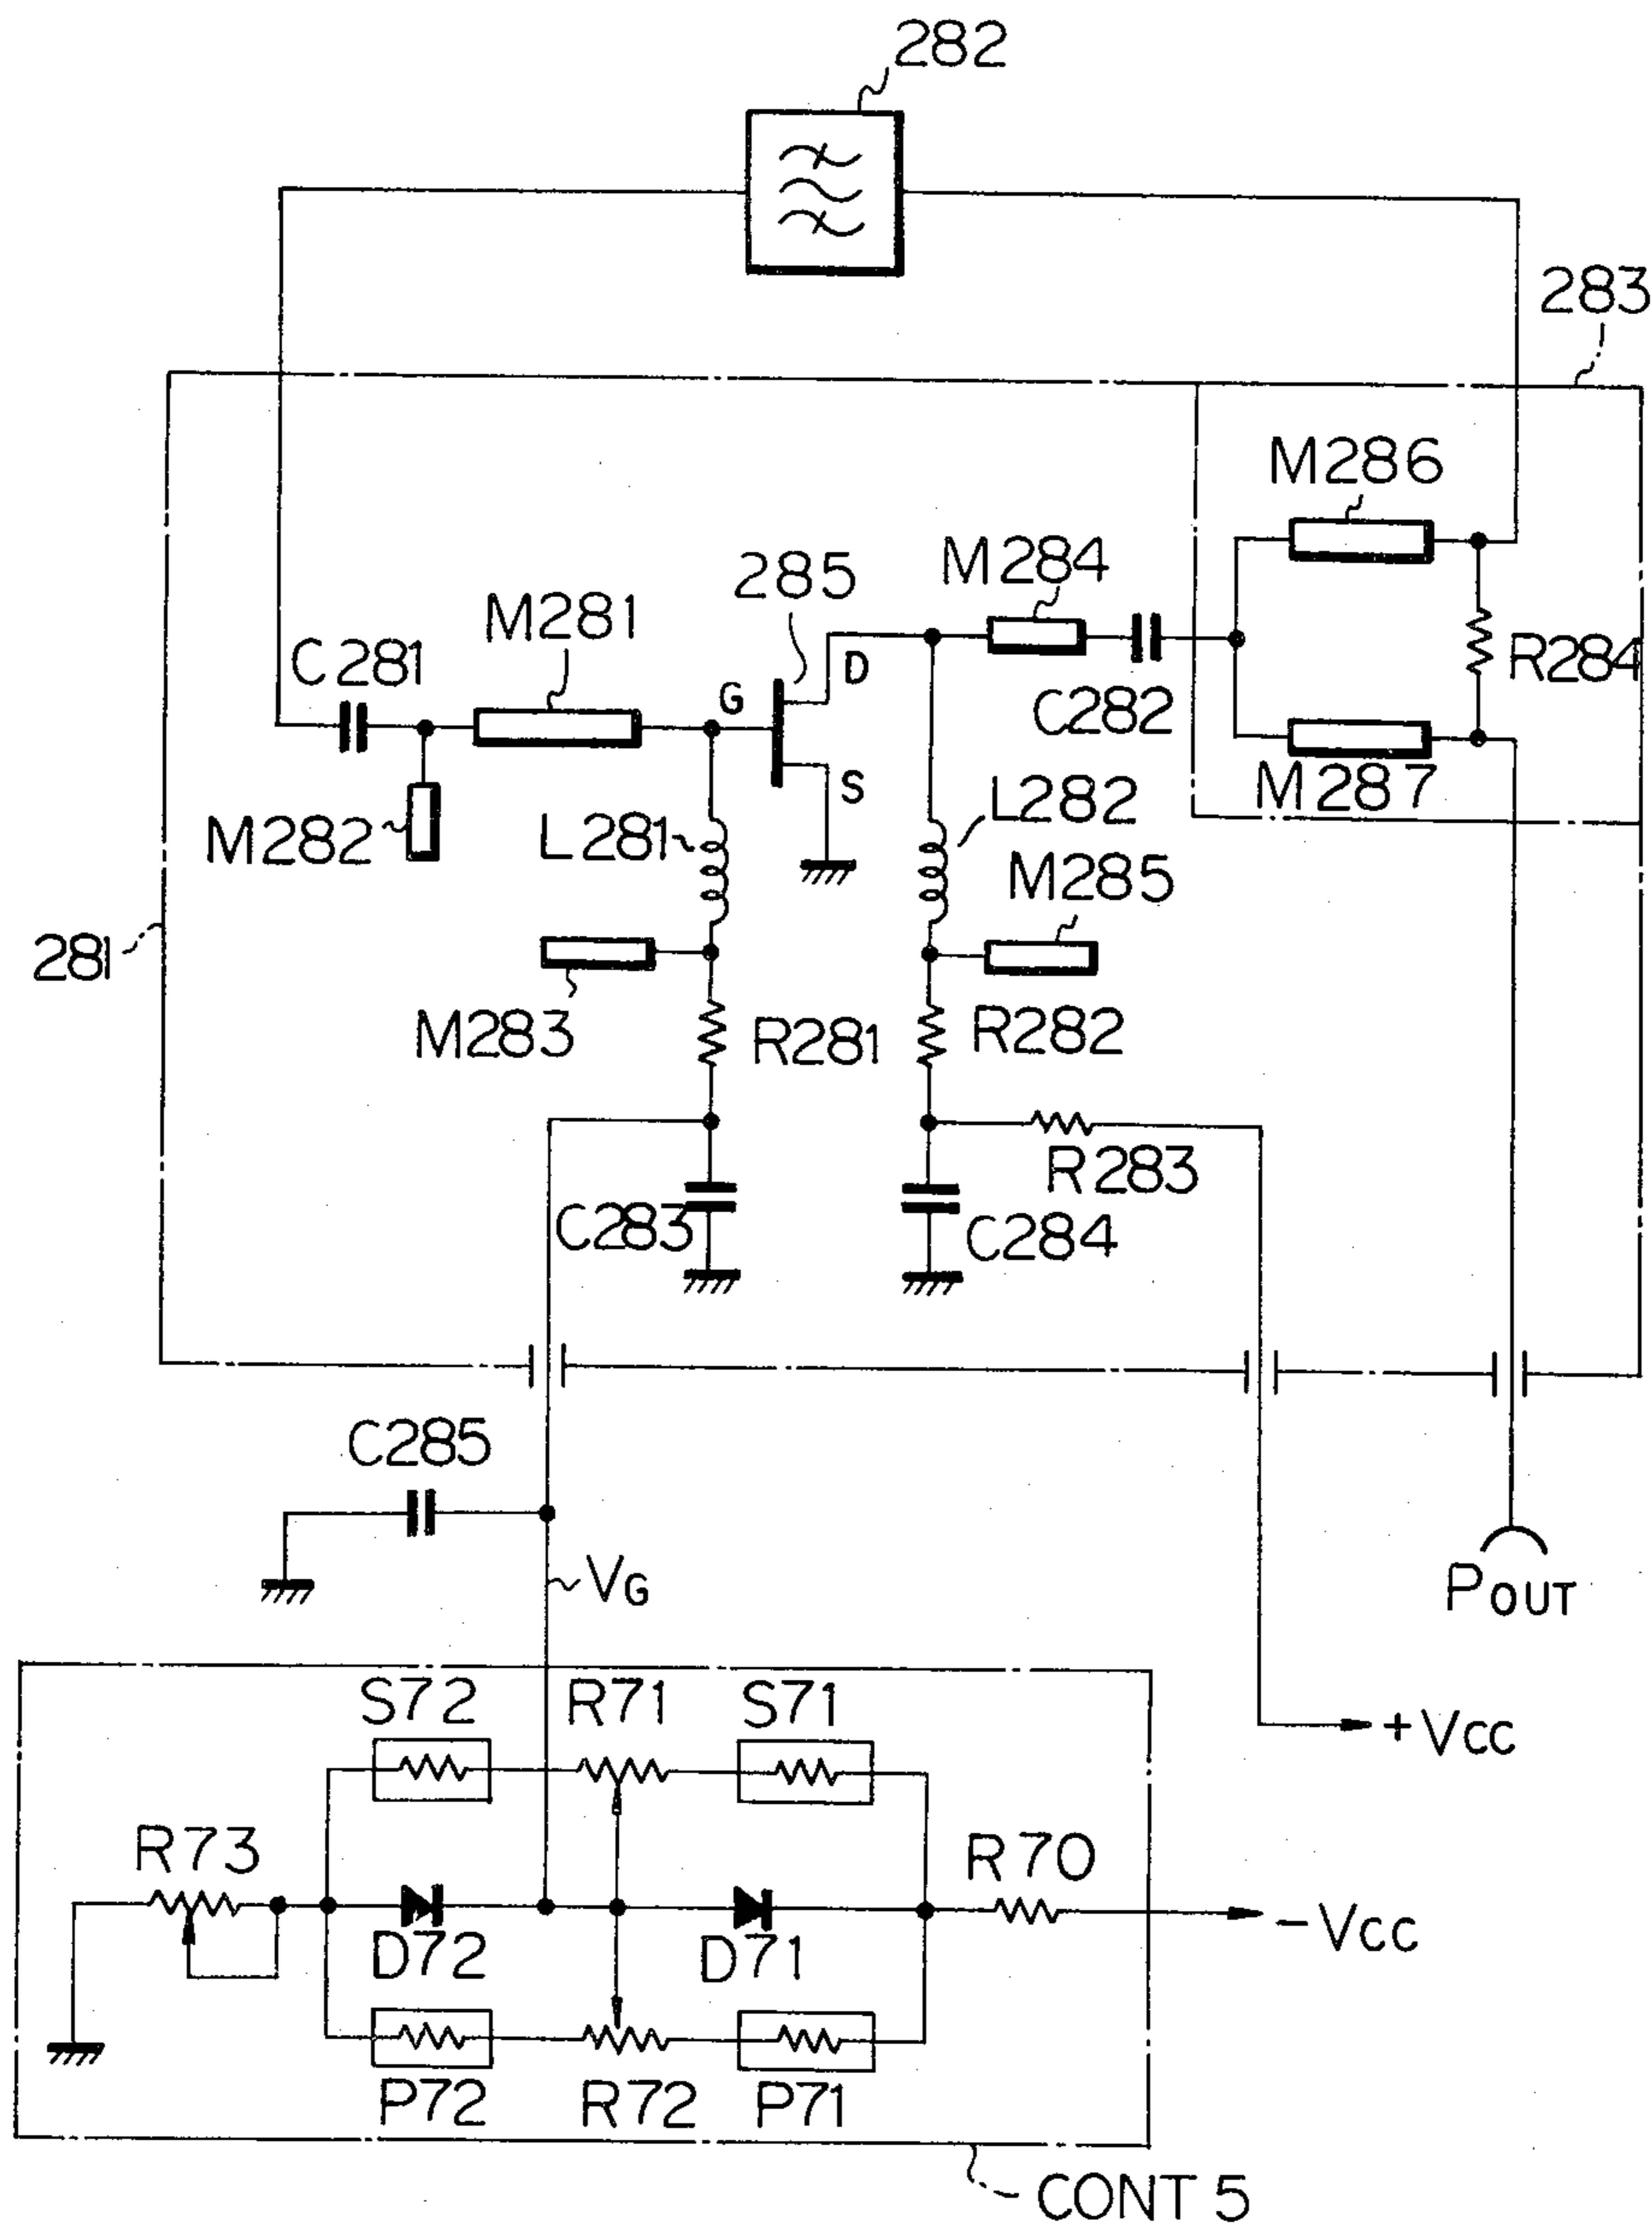 282
283
M286
M284
285
M281
R284
C281
D
G
C282
S
M287
L282
M282
L281
M285
281
M283
R281
R282
R283
C283
C284
C285
VG
POUT
S72
R71
S71
+VCC
R73
R70
D72
D71
-VCC
P72
R72
P71
CONT 5